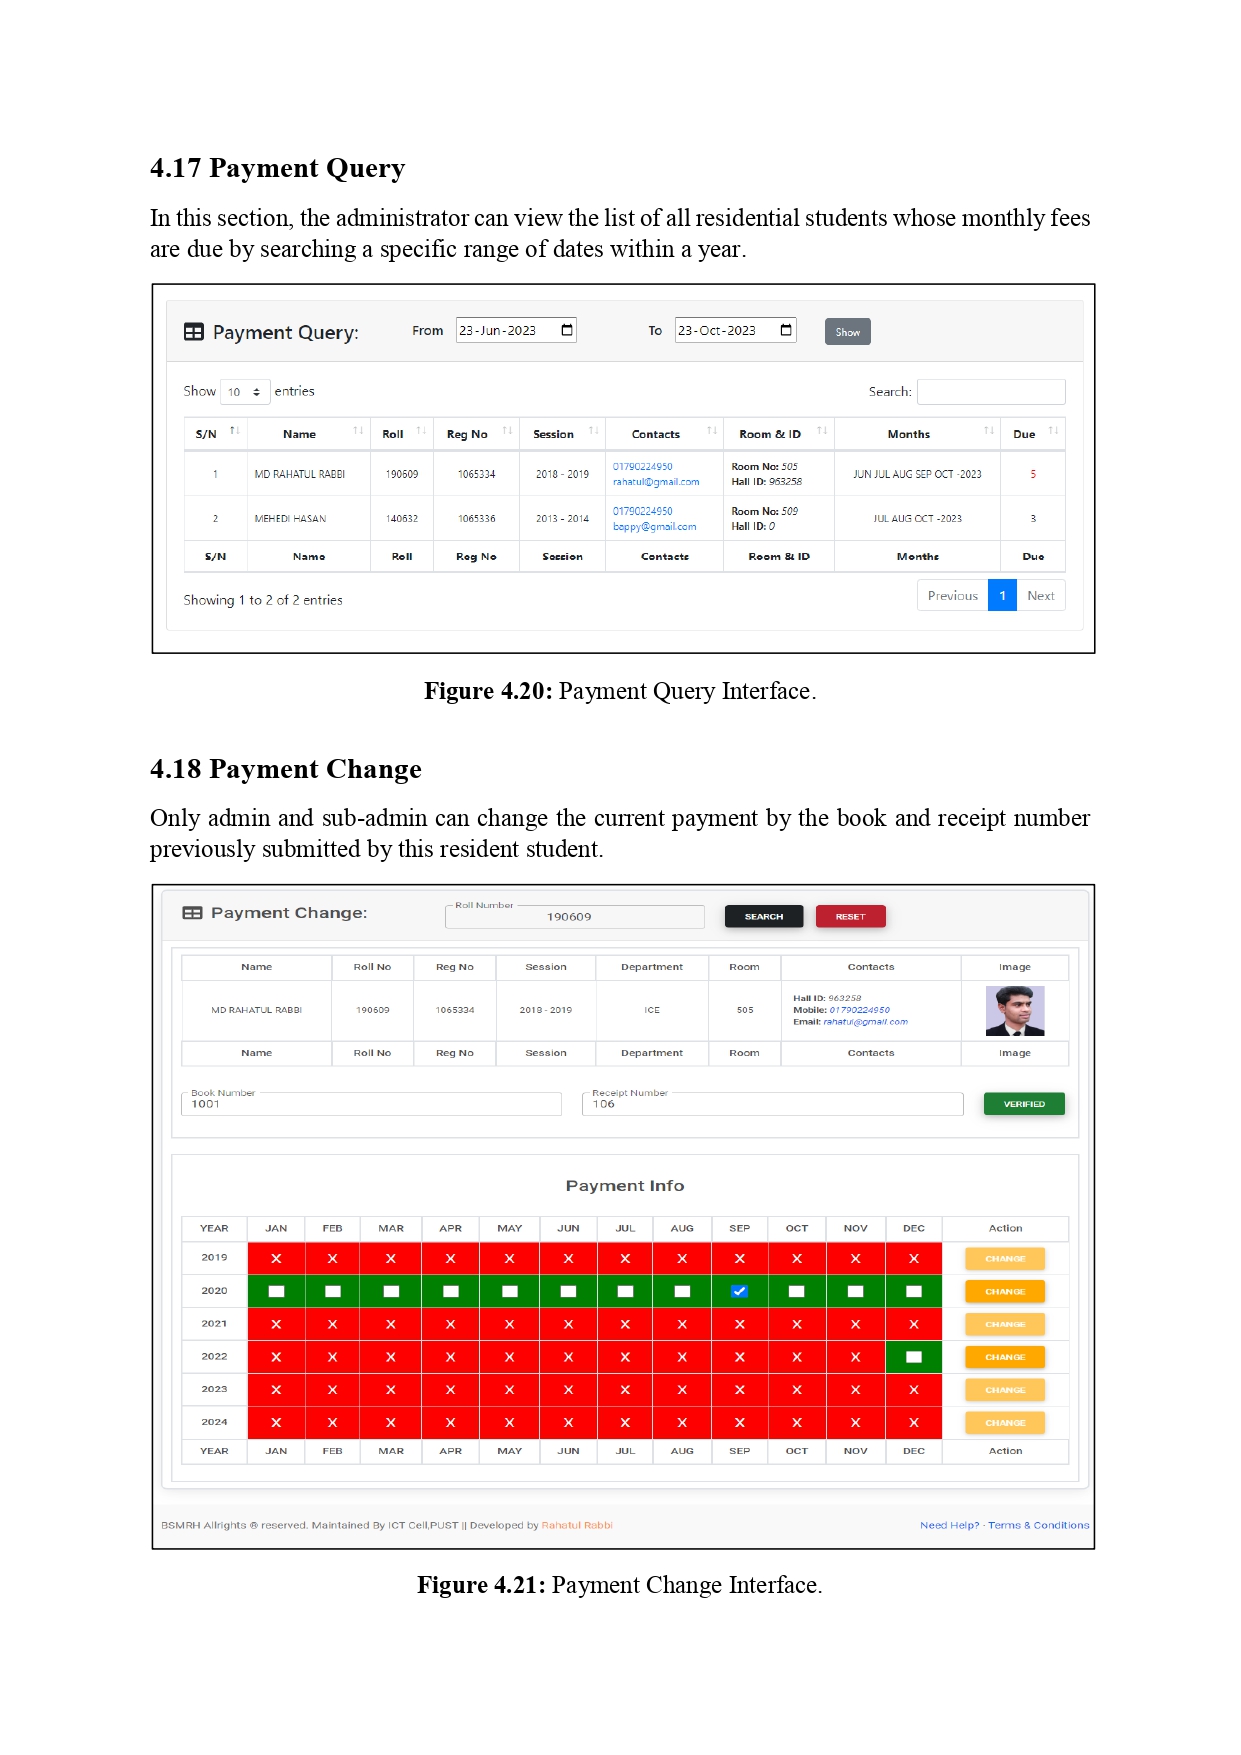 4.17 Payment Query
In this section, the administrator can view the list of all residential students whose monthly fees
are due by searching a specific range of dates within a year.
Payment Query: From 23-Jun-2023 To 23-Oct-2023 Show
Show 10 entries Search:
S/N Name Roll Reg No Session Contacts Room & ID Months Due
1 MD RAHATUL RABBI 190609 1065334 2018 - 2019 01790224950 rahatul@gmail.com Room No: 505 Hall ID: 963258 JUN JUL AUG SEP OCT -2023 5
2 MEHEDI HASAN 140632 1065336 2013 - 2014 01790224950 bappy@gmail.com Room No: 509 Hall ID: 0 JUL AUG OCT -2023 3
S/N Name Roll Reg No Session Contacts Room & ID Months Due
Showing 1 to 2 of 2 entries Previous 1 Next
Figure 4.20: Payment Query Interface.
4.18 Payment Change
Only admin and sub-admin can change the current payment by the book and receipt number
previously submitted by this resident student.
Payment Change: Roll Number 190609 SEARCH RESET
Name Roll No Reg No Session Department Room Contacts Image
MD RAHATUL RABBI 190609 1065334 2018 - 2019 ICE 505 Hall ID: 963258 Mobile: 01790224950 Email: rahatul@gmail.com
Name Roll No Reg No Session Department Room Contacts Image
Book Number Receipt Number
1001 106 VERIFIED
Payment Info
YEAR JAN FEB MAR APR MAY JUN JUL AUG SEP OCT NOV DEC Action
2019 X X X X X X X X X X X X CHANGE
2020 CHANGE
2021 X X X X X X X X X X X X CHANGE
2022 X X X X X X X X X X X CHANGE
2023 X X X X X X X X X X X X CHANGE
2024 X X X X X X X X X X X X CHANGE
YEAR JAN FEB MAR APR MAY JUN JUL AUG SEP OCT NOV DEC Action
BSMRH Allrights ® reserved. Maintained By ICT Cell,PUST || Developed by Rahatul Rabbi Need Help? · Terms & Conditions
Figure 4.21: Payment Change Interface.